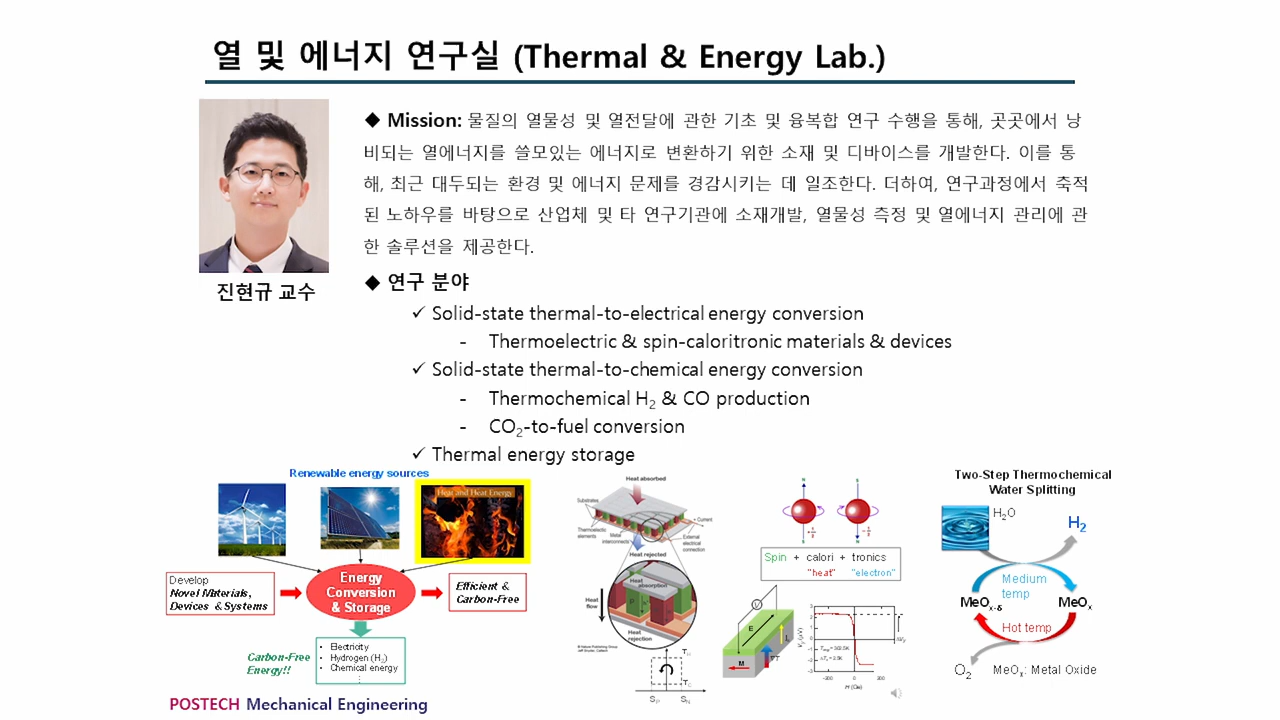 열 및 에너지 연구실 (Thermal & Energy Lab.)
진현규 교수
◆ Mission: 물질의 열물성 및 열전달에 관한 기초 및 융복합 연구 수행을 통해, 곳곳에서 낭
비되는 열에너지를 쓸모있는 에너지로 변환하기 위한 소재 및 디바이스를 개발한다. 이를 통
해, 최근 대두되는 환경 및 에너지 문제를 경감시키는 데 일조한다. 더하여, 연구과정에서 축적
된 노하우를 바탕으로 산업체 및 타 연구기관에 소재개발, 열물성 측정 및 열에너지 관리에 관
한 솔루션을 제공한다.
◆ 연구 분야
✓ Solid-state thermal-to-electrical energy conversion
- Thermoelectric & spin-caloritronic materials & devices
✓ Solid-state thermal-to-chemical energy conversion
- Thermochemical H₂ & CO production
- CO₂-to-fuel conversion
✓ Thermal energy storage
Renewable energy sources
Heat and Heat Energy
Develop
Novel Materials,
Devices & Systems
Energy
Conversion
& Storage
Efficient &
Carbon-Free
Carbon-Free
Energy!!
• Electricity
• Hydrogen (H₂)
• Chemical energy
⋮
Heat absorbed
Substrates
Thermoelectric
elements
Metal
interconnects
+ Current
External
electrical
connection
Heat rejected
Heat
absorption
Heat
flow
Heat
rejection
Spin + calori + tronics
"heat" "electron"
V
E
M
∇T
Two-Step Thermochemical
Water Splitting
H₂O
H₂
Medium
temp
MeOₓ₋δ
MeOₓ
Hot temp
O₂
MeOₓ: Metal Oxide
POSTECH Mechanical Engineering